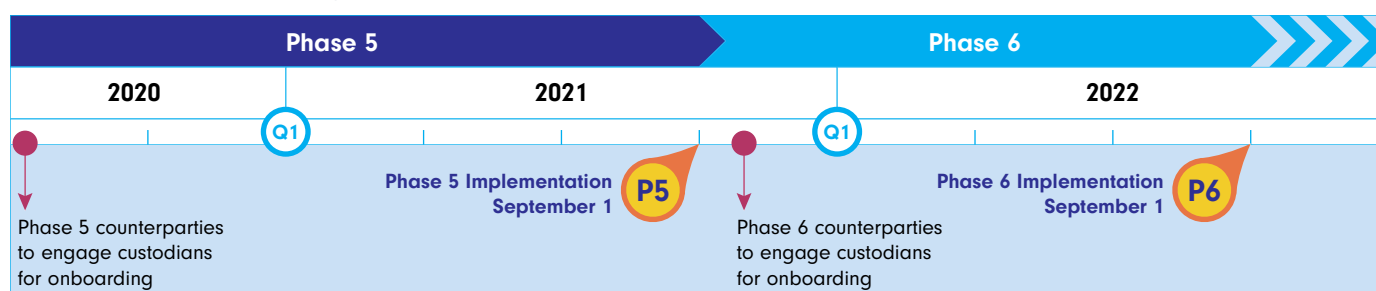 Phase 5
Phase 6
2020
2021
2022
Q1
Q1
Phase 5 Implementation
September 1
P5
Phase 6 Implementation
September 1
P6
Phase 5 counterparties
to engage custodians
for onboarding
Phase 6 counterparties
to engage custodians
for onboarding